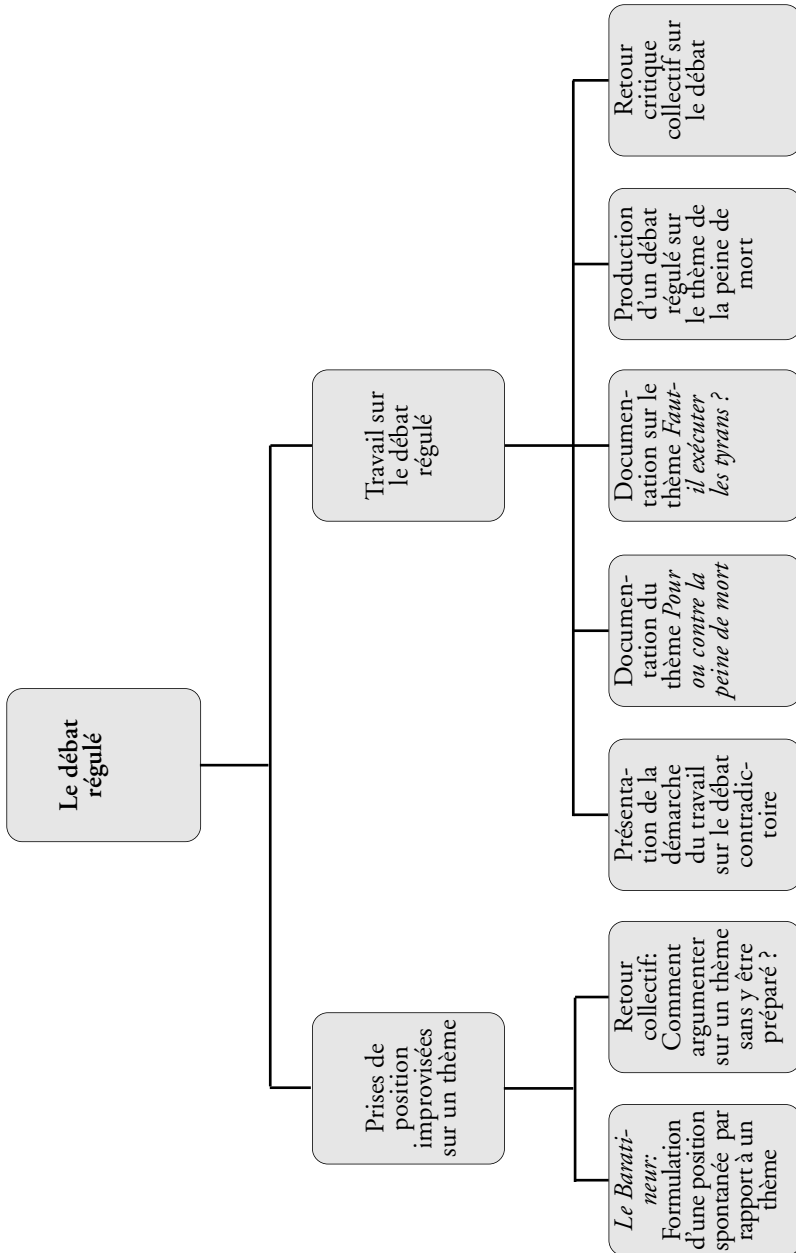 Le débat
régulé
Prises de
position
improvisées
sur un thème
Travail sur
le débat
régulé
Le Barati-
neur:
Formulation
d'une position
spontanée par
rapport à un
thème
Retour
collectif:
Comment
argumenter
sur un thème
sans y être
préparé ?
Présenta-
tion de la
démarche
du travail
sur le débat
contradic-
toire
Documen-
tation du
thème Pour
ou contre la
peine de mort
Documen-
tation sur le
thème Faut-
il exécuter
les tyrans ?
Production
d'un débat
régulé sur
le thème de
la peine de
mort
Retour
critique
collectif sur
le débat